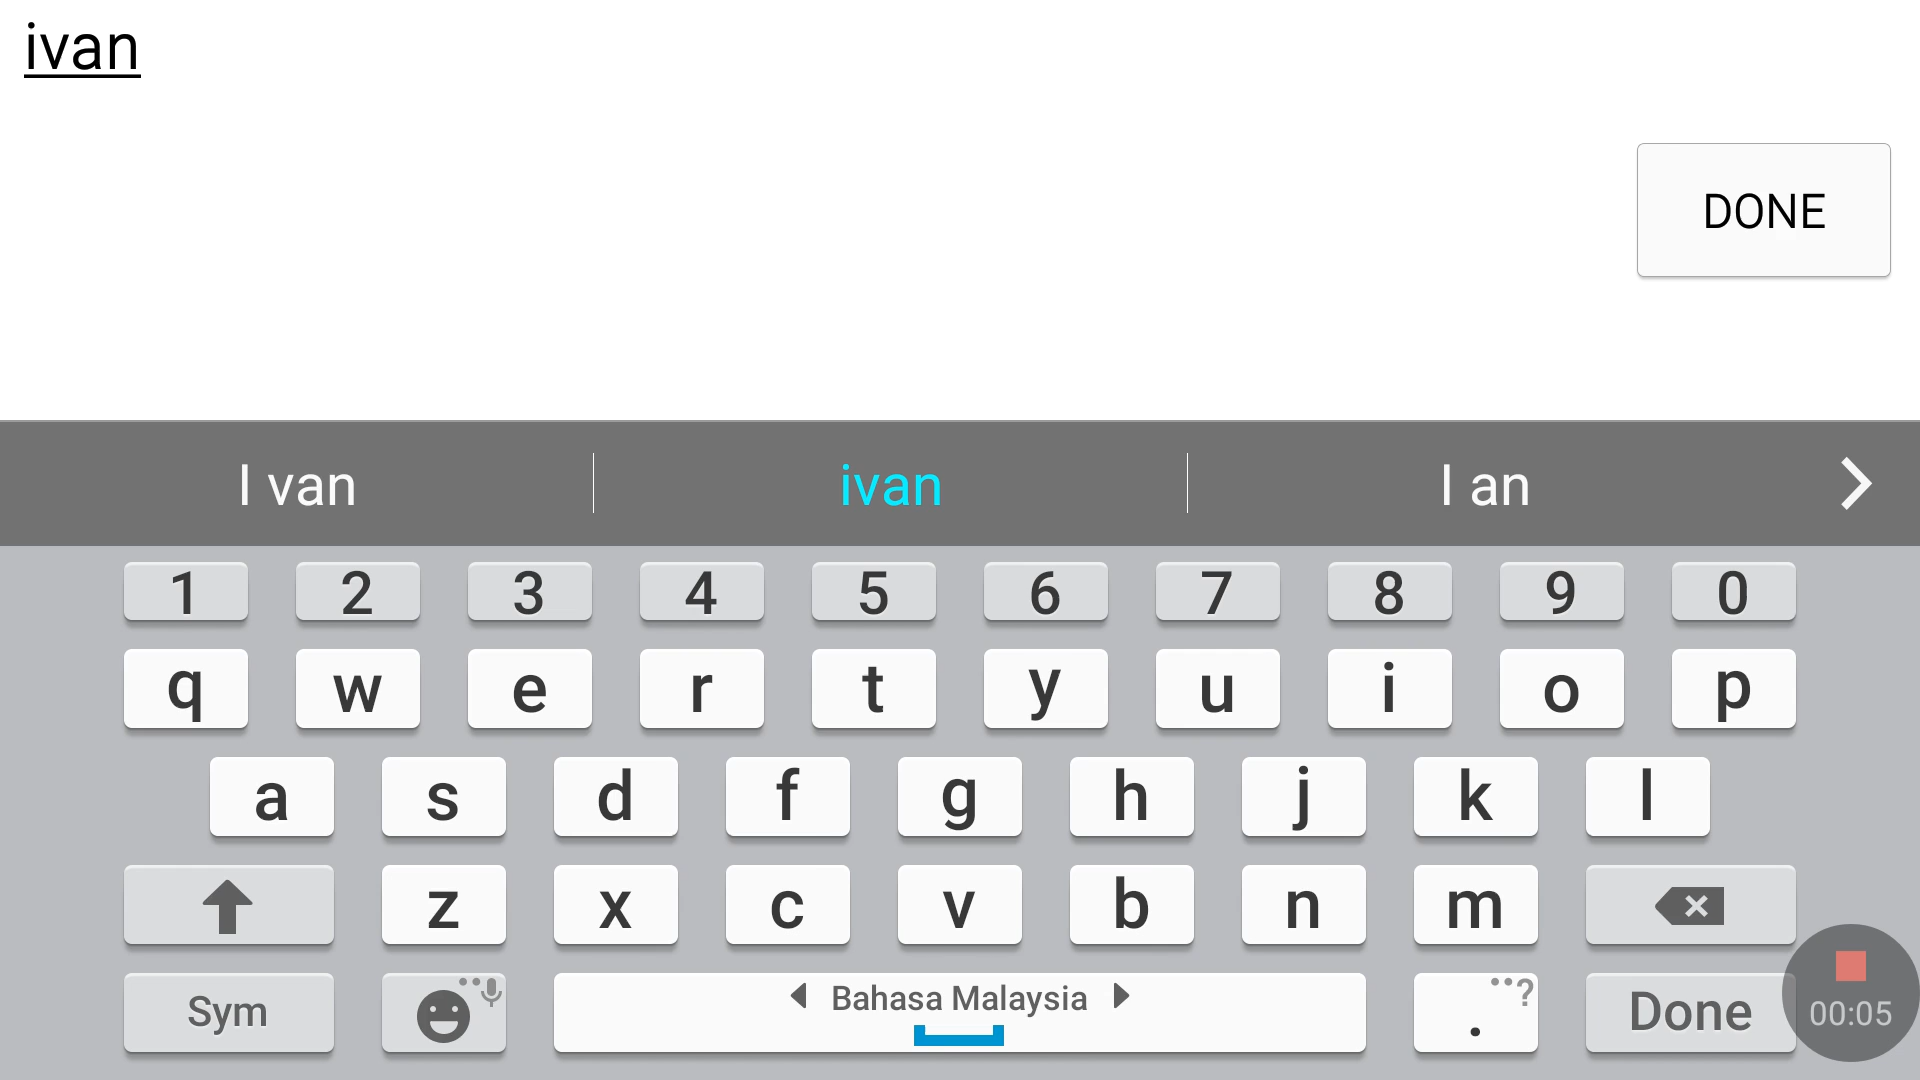 ivan
DONE
I van ivan I an
1 2 3 4 5 6 7 8 9 0
q w e r t y u i o p
a s d f g h j k l
z x c v b n m
Sym Bahasa Malaysia . ? Done 00:05